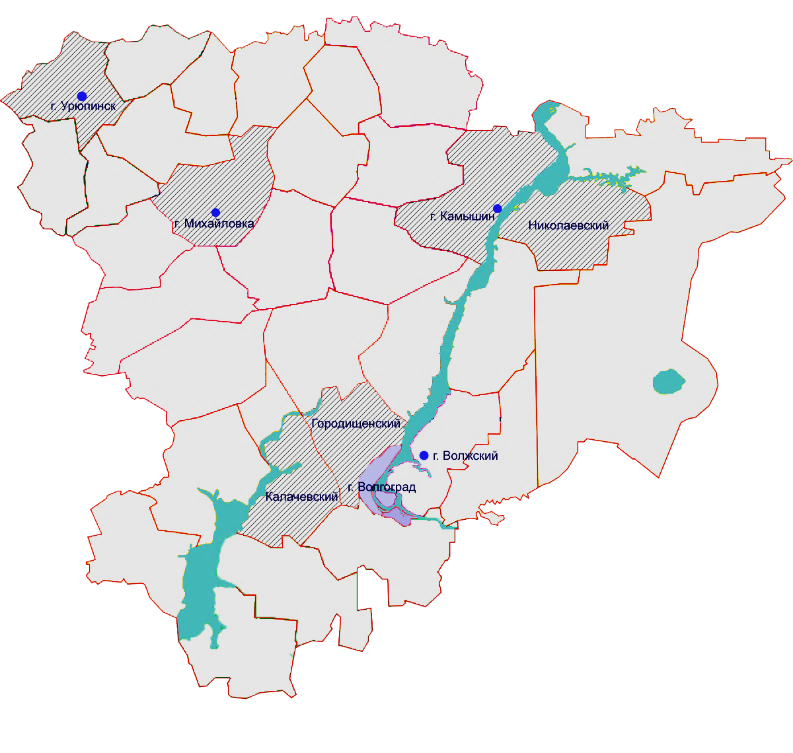 г. Урюпинск
г. Михайловка
г. Камышин
Николаевский
Городищенский
г. Волжский
г. Волгоград
Калачевский